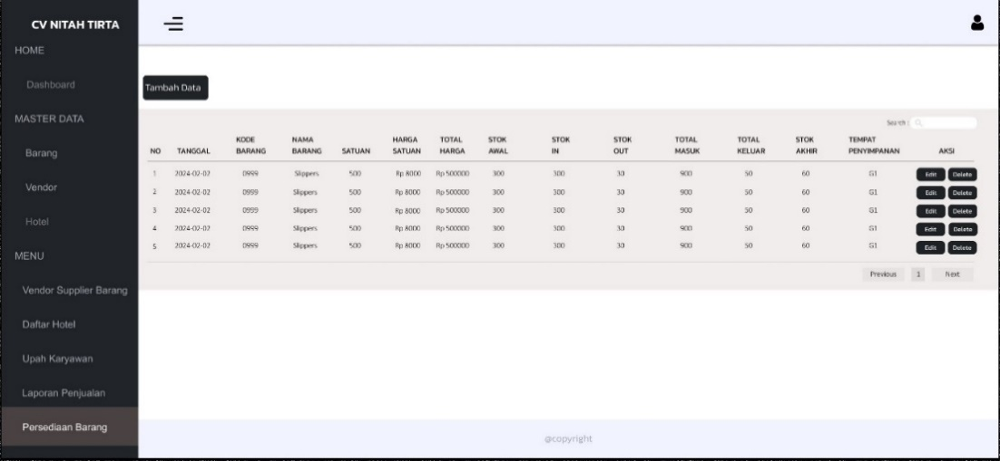 CV NITAH TIRTA
HOME
Dashboard
MASTER DATA
Barang
Vendor
Hotel
MENU
Vendor Supplier Barang
Daftar Hotel
Upah Karyawan
Laporan Penjualan
Persediaan Barang
Tambah Data
Search :
NO TANGGAL KODE BARANG NAMA BARANG SATUAN HARGA SATUAN TOTAL HARGA STOK AWAL STOK IN STOK OUT TOTAL MASUK TOTAL KELUAR STOK AKHIR TEMPAT PENYIMPANAN AKSI
1 2024-02-02 0999 Slippers 500 Rp 8000 Rp 500000 300 300 30 900 50 60 G1 Edit Delete
2 2024-02-02 0999 Slippers 500 Rp 8000 Rp 500000 300 300 30 900 50 60 G1 Edit Delete
3 2024-02-02 0999 Slippers 500 Rp 8000 Rp 500000 300 300 30 900 50 60 G1 Edit Delete
4 2024-02-02 0999 Slippers 500 Rp 8000 Rp 500000 300 300 30 900 50 60 G1 Edit Delete
5 2024-02-02 0999 Slippers 500 Rp 8000 Rp 500000 300 300 30 900 50 60 G1 Edit Delete
Previous 1 Next
@copyright